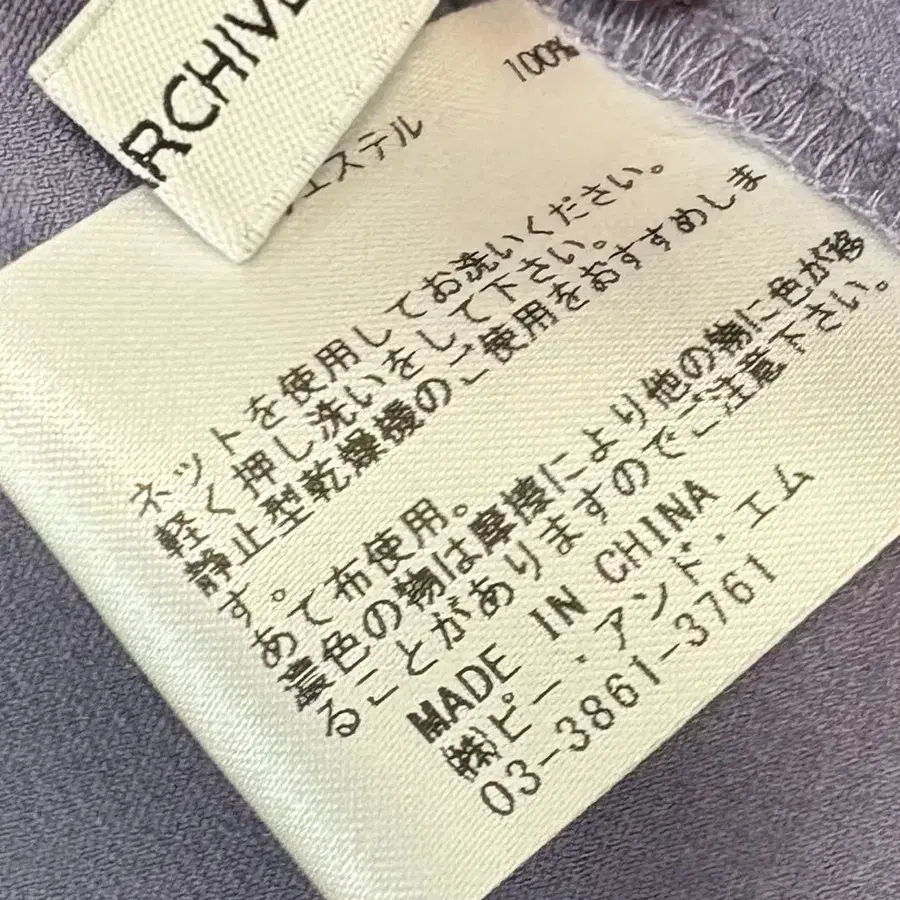 RCHIV
100%
エステル
ネットを使用してお洗いください。
軽く押し洗いをして下さい。
静止型乾燥機のご使用をおすすめしま
す。
あて布使用。
濃色の物は摩擦により他の物に色が移
ることがありますのでご注意下さい。
MADE IN CHINA
㈱ピー・アンド・エム
03-3861-3761